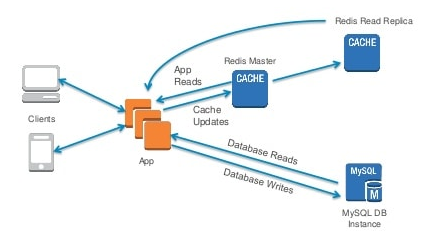 Redis Read Replica
CACHE
Redis Master
CACHE
App
Reads
Cache
Updates
Clients
App
Database Reads
Database Writes
MySQL
M
MySQL DB
Instance